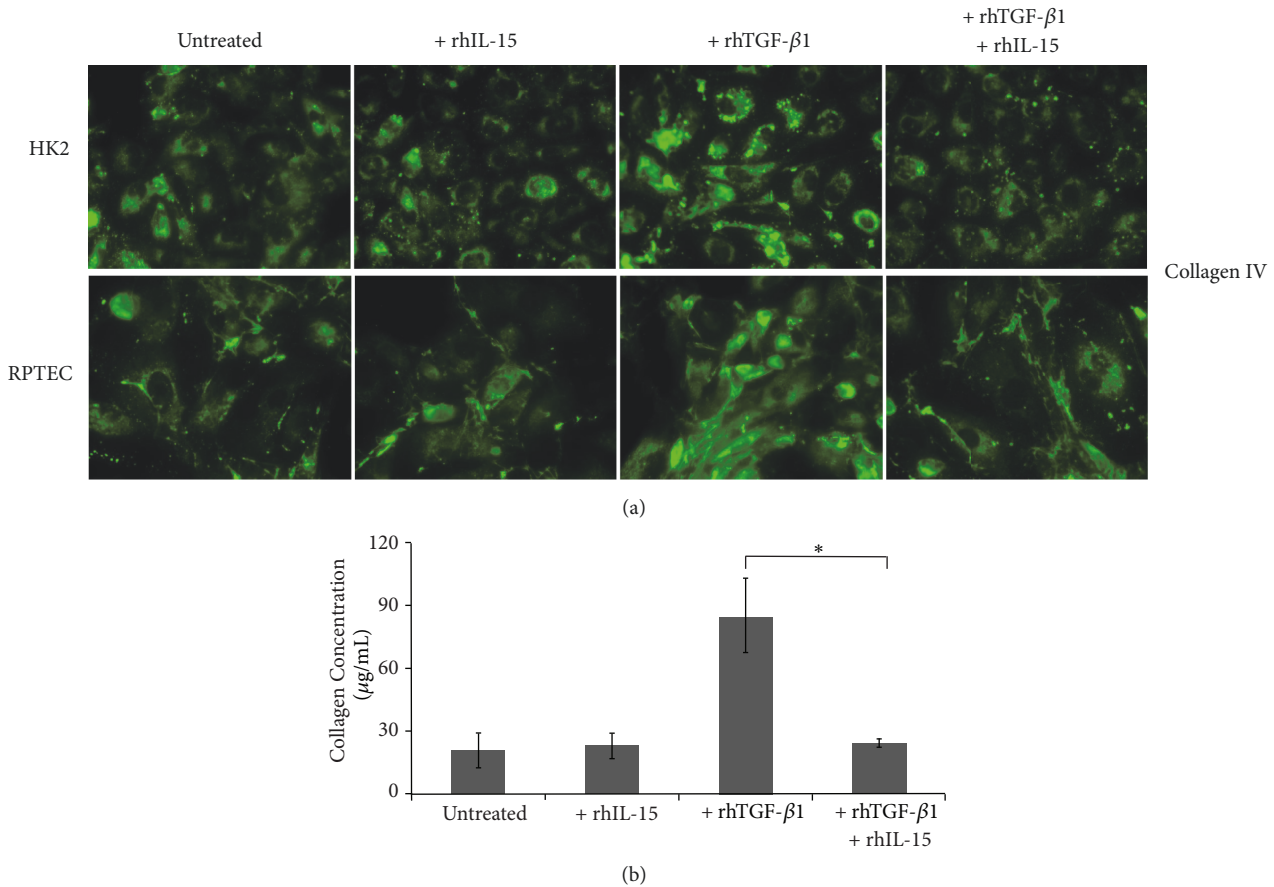 Untreated
+ rhIL-15
+ rhTGF-β1
+ rhTGF-β1
+ rhIL-15
HK2
RPTEC
Collagen IV
(a)
Collagen Concentration
(μg/mL)
120
90
60
30
0
*
Untreated
+ rhIL-15
+ rhTGF-β1
+ rhTGF-β1
+ rhIL-15
(b)